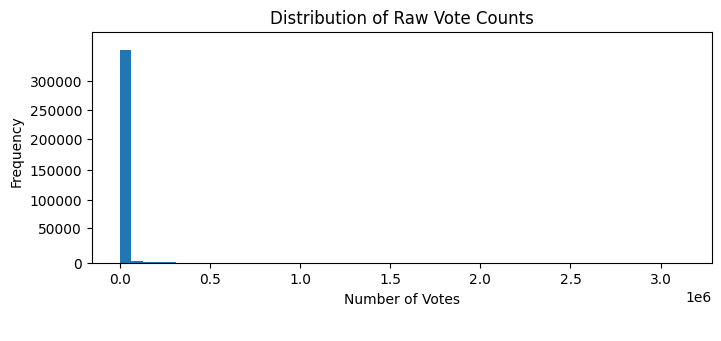 Distribution of Raw Vote Counts
Frequency
300000
250000
200000
150000
100000
50000
0
0.0 0.5 1.0 1.5 2.0 2.5 3.0
1e6
Number of Votes